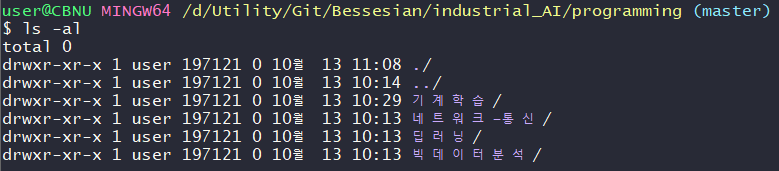 user@CBNU MINGW64 /d/Utility/Git/Bessesian/industrial_AI/programming (master)
$ ls -al
total 0
drwxr-xr-x 1 user 197121 0 10월  13 11:08 ./
drwxr-xr-x 1 user 197121 0 10월  13 10:14 ../
drwxr-xr-x 1 user 197121 0 10월  13 10:29 기계학습/
drwxr-xr-x 1 user 197121 0 10월  13 10:13 네트워크-통신/
drwxr-xr-x 1 user 197121 0 10월  13 10:13 딥러닝/
drwxr-xr-x 1 user 197121 0 10월  13 10:13 빅데이터분석/